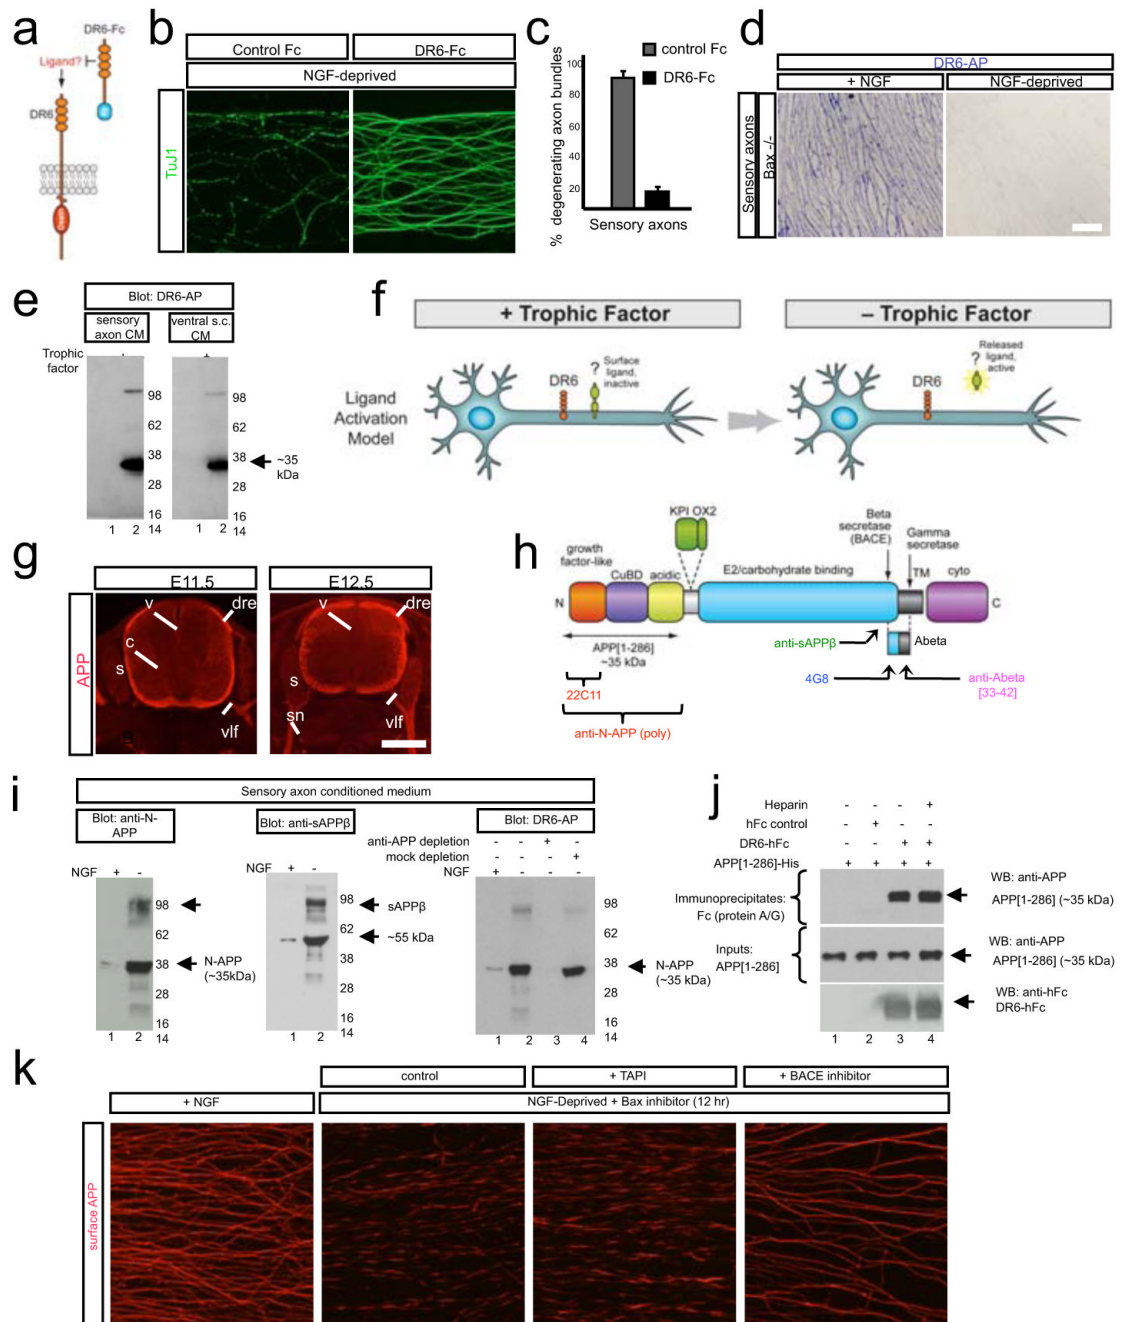 a
DR6-Fc
Ligand?
DR6
Death
b
Control Fc
DR6-Fc
NGF-deprived
TuJ1
c
control Fc
DR6-Fc
% degenerating axon bundles
100
80
60
40
20
Sensory axons
d
DR6-AP
+ NGF
NGF-deprived
Sensory axons
Bax -/-
e
Blot: DR6-AP
sensory axon CM
ventral s.c. CM
Trophic factor
+
98
62
38
28
16
14
98
62
38
28
16
14
~35 kDa
1 2
1 2
f
+ Trophic Factor
− Trophic Factor
Ligand Activation Model
DR6
?
Surface ligand, inactive
DR6
?
Released ligand, active
g
E11.5
E12.5
APP
v
dre
c
s
vlf
v
dre
s
sn
vlf
h
KPI OX2
growth factor-like
CuBD
acidic
E2/carbohydrate binding
Beta secretase (BACE)
Gamma secretase
TM
cyto
N
C
APP[1-286]
~35 kDa
22C11
anti-N-APP (poly)
anti-sAPPβ
Abeta
4G8
anti-Abeta [33-42]
i
Sensory axon conditioned medium
Blot: anti-N-APP
Blot: anti-sAPPβ
Blot: DR6-AP
anti-APP depletion - - + -
mock depletion - - - +
NGF + -
NGF + -
NGF + - - -
98
62
38
28
16
14
N-APP (~35kDa)
1 2
98
62
38
28
16
14
sAPPβ
~55 kDa
1 2
98
62
38
28
16
14
N-APP (~35 kDa)
1 2 3 4
j
Heparin - - - +
hFc control - + - -
DR6-hFc - - + +
APP[1-286]-His + + + +
Immunoprecipitates: Fc (protein A/G)
WB: anti-APP
APP[1-286] (~35 kDa)
Inputs: APP[1-286]
WB: anti-APP
APP[1-286] (~35 kDa)
WB: anti-hFc
DR6-hFc
1 2 3 4
k
control
+ TAPI
+ BACE inhibitor
+ NGF
NGF-Deprived + Bax inhibitor (12 hr)
surface APP